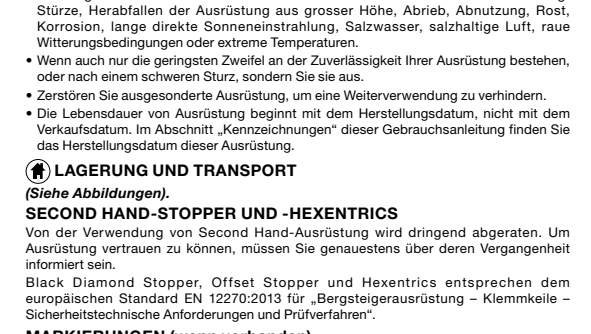 Stürze, Herabfallen der Ausrüstung aus grosser Höhe, Abrieb, Abnutzung, Rost,
Korrosion, lange direkte Sonneneinstrahlung, Salzwasser, salzhaltige Luft, raue
Witterungsbedingungen oder extreme Temperaturen.
• Wenn auch nur die geringsten Zweifel an der Zuverlässigkeit Ihrer Ausrüstung bestehen,
oder nach einem schweren Sturz, sondern Sie sie aus.
• Zerstören Sie ausgesonderte Ausrüstung, um eine Weiterverwendung zu verhindern.
• Die Lebensdauer von Ausrüstung beginnt mit dem Herstellungsdatum, nicht mit dem
Verkaufsdatum. Im Abschnitt „Kennzeichnungen" dieser Gebrauchsanleitung finden Sie
das Herstellungsdatum dieser Ausrüstung.
LAGERUNG UND TRANSPORT
(Siehe Abbildungen).
SECOND HAND-STOPPER UND -HEXENTRICS
Von der Verwendung von Second Hand-Ausrüstung wird dringend abgeraten. Um
Ausrüstung vertrauen zu können, müssen Sie genauestens über deren Vergangenheit
informiert sein.
Black Diamond Stopper, Offset Stopper und Hexentrics entsprechen dem
europäischen Standard EN 12270:2013 für „Bergsteigerausrüstung – Klemmkeile –
Sicherheitstechnische Anforderungen und Prüfverfahren".
MARKIERUNGEN (wenn vorhanden)